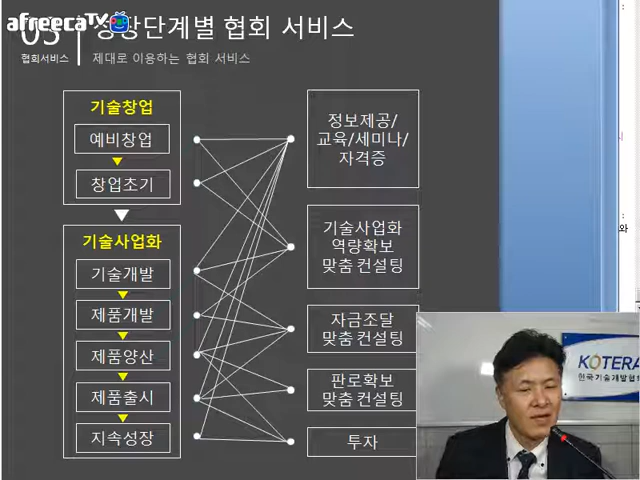 afreecaTV
03
성장단계별 협회 서비스
협회서비스
제대로 이용하는 협회 서비스
기술창업
예비창업
창업초기
기술사업화
기술개발
제품개발
제품양산
제품출시
지속성장
정보제공/
교육/세미나/
자격증
기술사업화
역량확보
맞춤 컨설팅
자금조달
맞춤 컨설팅
판로확보
맞춤 컨설팅
투자
와
KOTERA
한국기술개발협회